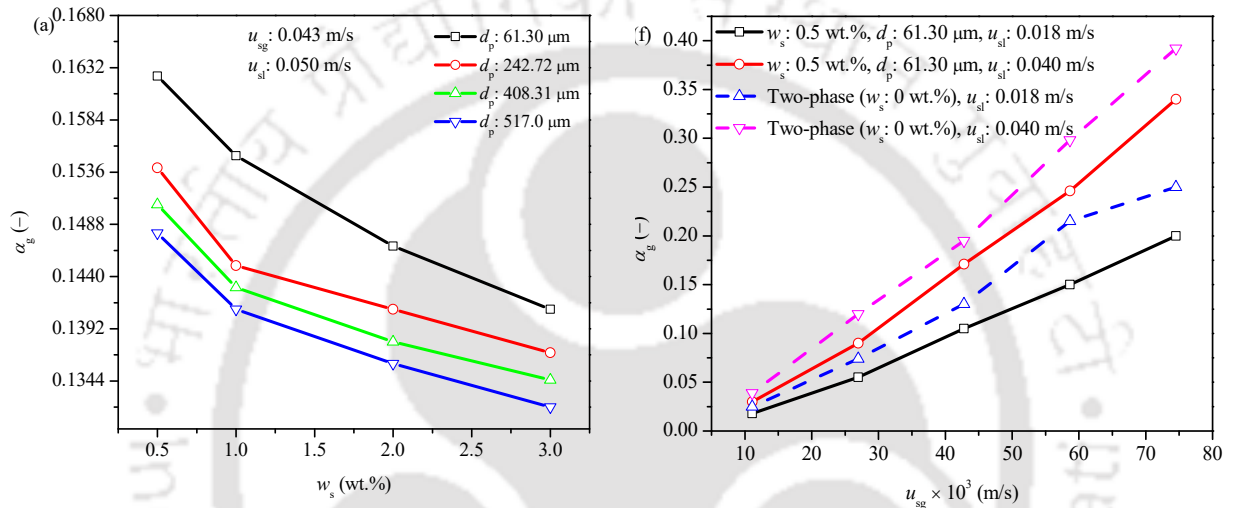 (a)
u_sg: 0.043 m/s
u_sl: 0.050 m/s
d_p: 61.30 μm
d_p: 242.72 μm
d_p: 408.31 μm
d_p: 517.0 μm
0.1680
0.1632
0.1584
0.1536
0.1488
0.1440
0.1392
0.1344
α_g (−)
0.5 1.0 1.5 2.0 2.5 3.0
w_s (wt.%)
(f)
w_s: 0.5 wt.%, d_p: 61.30 μm, u_sl: 0.018 m/s
w_s: 0.5 wt.%, d_p: 61.30 μm, u_sl: 0.040 m/s
Two-phase (w_s: 0 wt.%), u_sl: 0.018 m/s
Two-phase (w_s: 0 wt.%), u_sl: 0.040 m/s
0.40
0.35
0.30
0.25
0.20
0.15
0.10
0.05
0.00
α_g (−)
10 20 30 40 50 60 70 80
u_sg × 10³ (m/s)